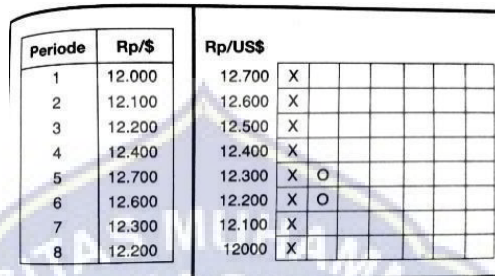 Periode Rp/$
1 12.000
2 12.100
3 12.200
4 12.400
5 12.700
6 12.600
7 12.300
8 12.200
Rp/US$
12.700 X
12.600 X
12.500 X
12.400 X
12.300 X O
12.200 X O
12.100 X
12000 X